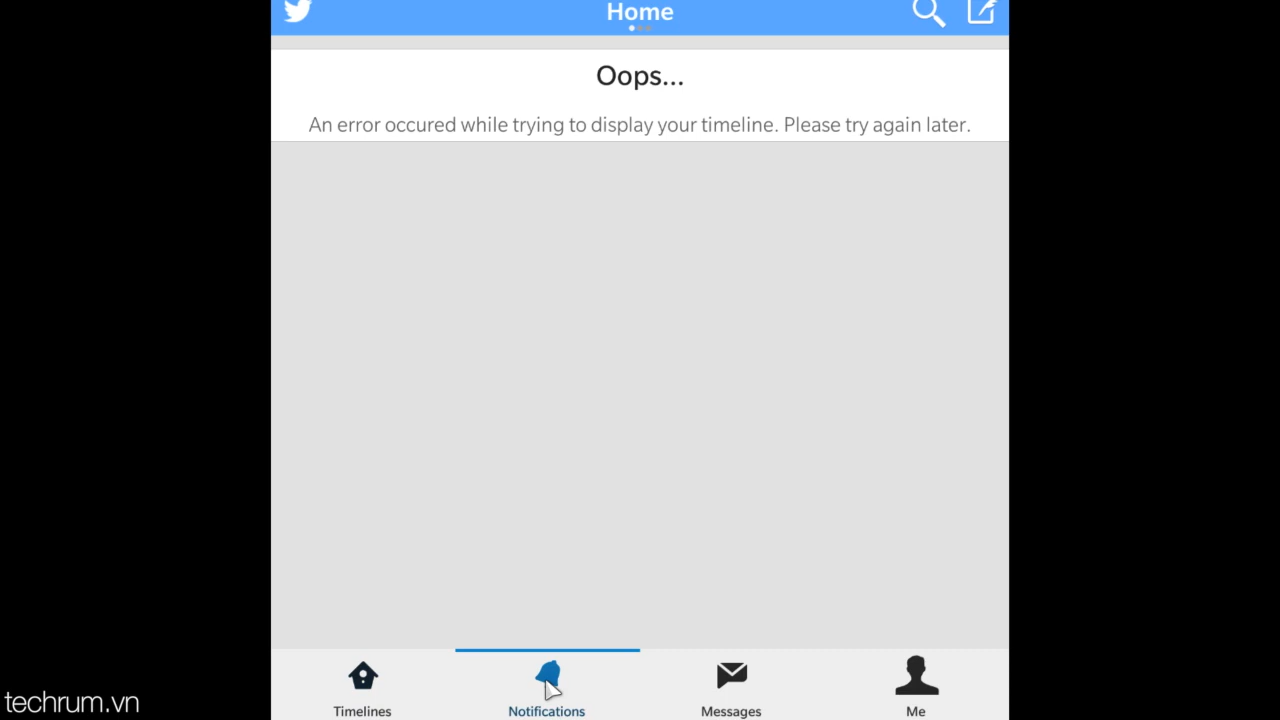 Home
Oops...
An error occured while trying to display your timeline. Please try again later.
Timelines
Notifications
Messages
Me
techrum.vn